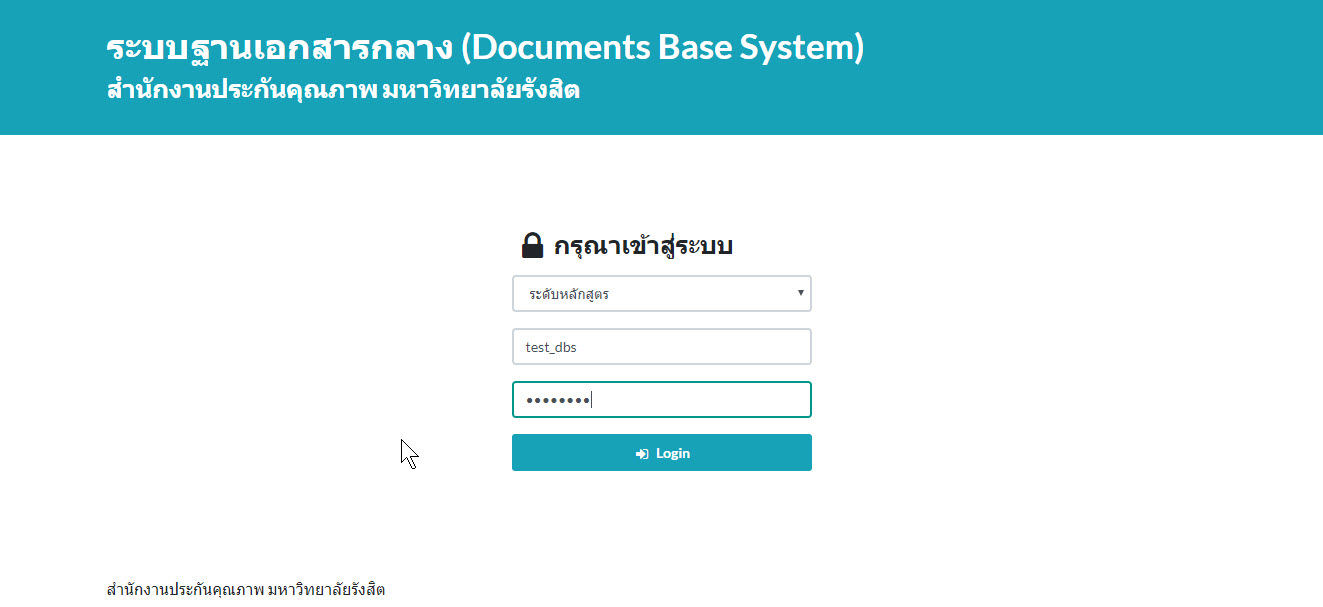 ระบบฐานเอกสารกลาง (Documents Base System)
สำนักงานประกันคุณภาพ มหาวิทยาลัยรังสิต
กรุณาเข้าสู่ระบบ
ระดับหลักสูตร
test_dbs
••••••••
Login
สำนักงานประกันคุณภาพ มหาวิทยาลัยรังสิต